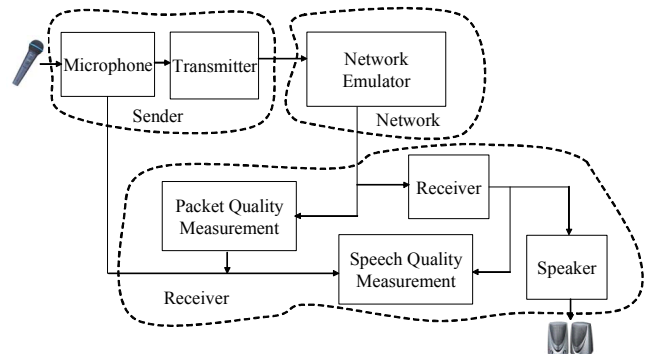 Microphone
Transmitter
Sender
Network
Emulator
Network
Receiver
Packet Quality
Measurement
Speech Quality
Measurement
Speaker
Receiver